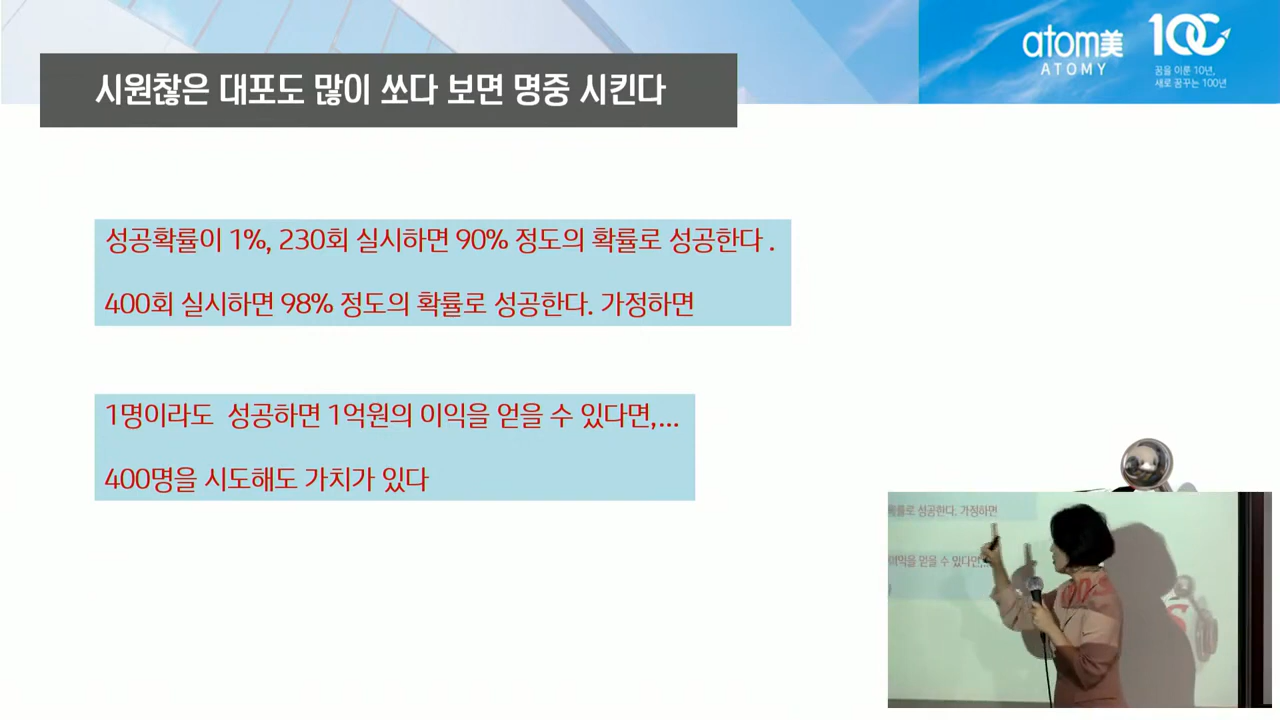 atom美
ATOMY
100
꿈을 이룬 10년,
새로 꿈꾸는 100년
시원찮은 대포도 많이 쏘다 보면 명중 시킨다
성공확률이 1%, 230회 실시하면 90% 정도의 확률로 성공한다 .
400회 실시하면 98% 정도의 확률로 성공한다. 가정하면
1명이라도 성공하면 1억원의 이익을 얻을 수 있다면,...
400명을 시도해도 가치가 있다
확률로 성공한다. 가정하면
이익을 얻을 수 있다면,...